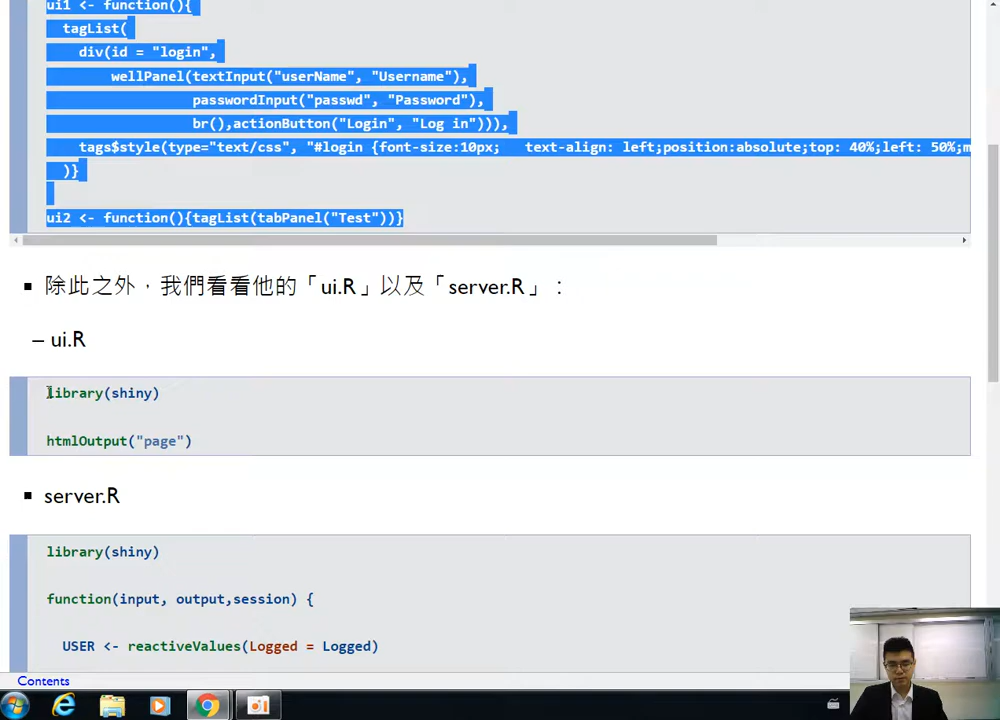 ui1 <- function(){
tagList(
div(id = "login",
wellPanel(textInput("userName", "Username"),
passwordInput("passwd", "Password"),
br(),actionButton("Login", "Log in"))),
tags$style(type="text/css", "#login {font-size:10px;   text-align: left;position:absolute;top: 40%;left: 50%;m
)}
ui2 <- function(){tagList(tabPanel("Test"))}
▪ 除此之外，我們看看他的「ui.R」以及「server.R」：
– ui.R
library(shiny)
htmlOutput("page")
▪ server.R
library(shiny)
function(input, output,session) {
USER <- reactiveValues(Logged = Logged)
Contents